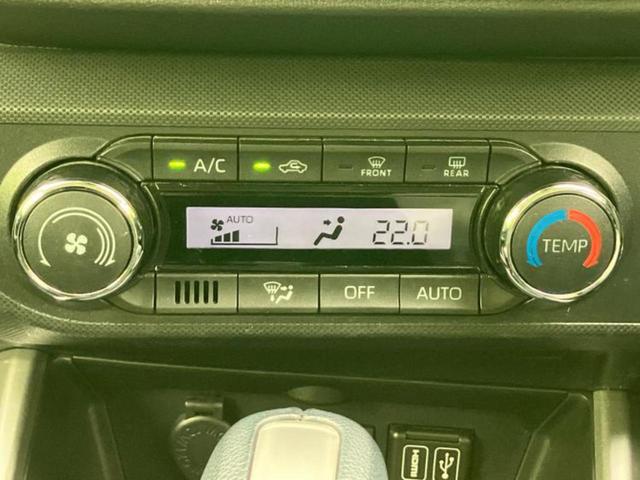 A/C
FRONT
REAR
AUTO
22.0
TEMP
OFF
AUTO
HDMI